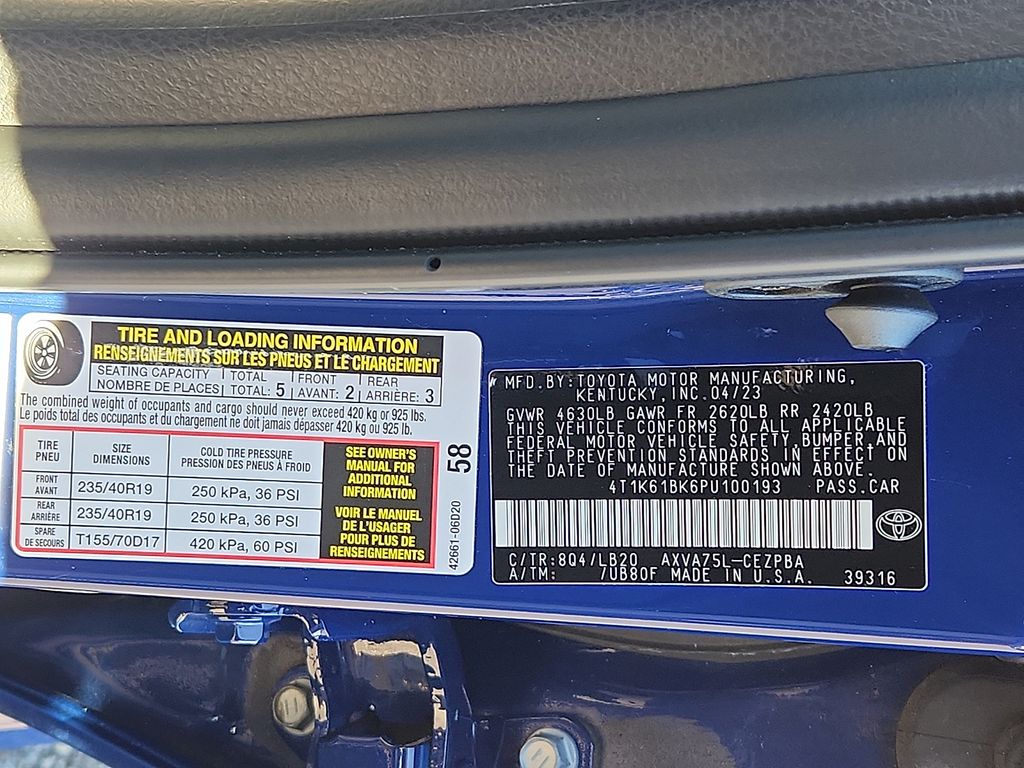 TIRE AND LOADING INFORMATION
RENSEIGNEMENTS SUR LES PNEUS ET LE CHARGEMENT
SEATING CAPACITY TOTAL FRONT REAR
NOMBRE DE PLACES TOTAL: 5 AVANT: 2 ARRIÈRE: 3
The combined weight of occupants and cargo should never exceed 420 kg or 925 lbs.
Le poids total des occupants et du chargement ne doit jamais dépasser 420 kg ou 925 lb.
TIRE
PNEU
SIZE
DIMENSIONS
COLD TIRE PRESSURE
PRESSION DES PNEUS À FROID
FRONT
AVANT
235/40R19
250 kPa, 36 PSI
REAR
ARRIÈRE
235/40R19
250 kPa, 36 PSI
SPARE
DE SECOURS
T155/70D17
420 kPa, 60 PSI
SEE OWNER'S
MANUAL FOR
ADDITIONAL
INFORMATION
VOIR LE MANUEL
DE L'USAGER
POUR PLUS DE
RENSEIGNEMENTS
58
42661-06D20
MFD.BY:TOYOTA MOTOR MANUFACTURING,
KENTUCKY, INC.04/23
GVWR 4630LB GAWR FR 2620LB RR 2420LB
THIS VEHICLE CONFORMS TO ALL APPLICABLE
FEDERAL MOTOR VEHICLE SAFETY,BUMPER,AND
THEFT PREVENTION STANDARDS IN EFFECT ON
THE DATE OF MANUFACTURE SHOWN ABOVE.
4T1K61BK6PU100193 PASS.CAR
C/TR:8Q4/LB20 AXVA75L-CEZPBA
A/TM: 7UB80F MADE IN U.S.A. 39316